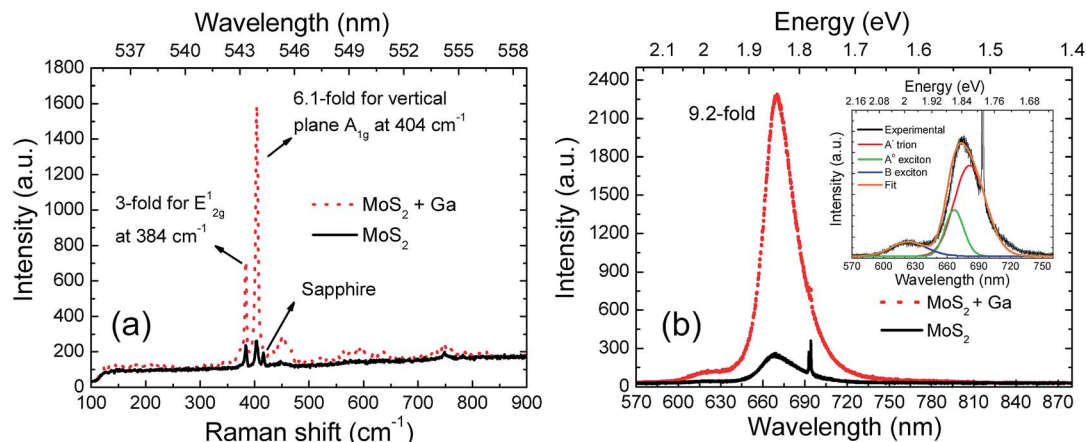 Wavelength (nm)
537 540 543 546 549 552 555 558
1800
1600
1400
1200
1000
800
600
400
200
0
Intensity (a.u.)
6.1-fold for vertical
plane A1g at 404 cm-1
3-fold for E12g
at 384 cm-1
MoS2 + Ga
MoS2
Sapphire
(a)
100 200 300 400 500 600 700 800 900
Raman shift (cm-1)
Energy (eV)
2.1 2 1.9 1.8 1.7 1.6 1.5 1.4
2400
2100
1800
1500
1200
900
600
300
0
Intensity (a.u.)
9.2-fold
Energy (eV)
2.16 2.08 2 1.92 1.84 1.76 1.68
Intensity (a.u.)
Experimental
A- trion
A0 exciton
B exciton
Fit
570 600 630 660 690 720 750
Wavelength (nm)
MoS2 + Ga
MoS2
(b)
570 600 630 660 690 720 750 780 810 840 870
Wavelength (nm)